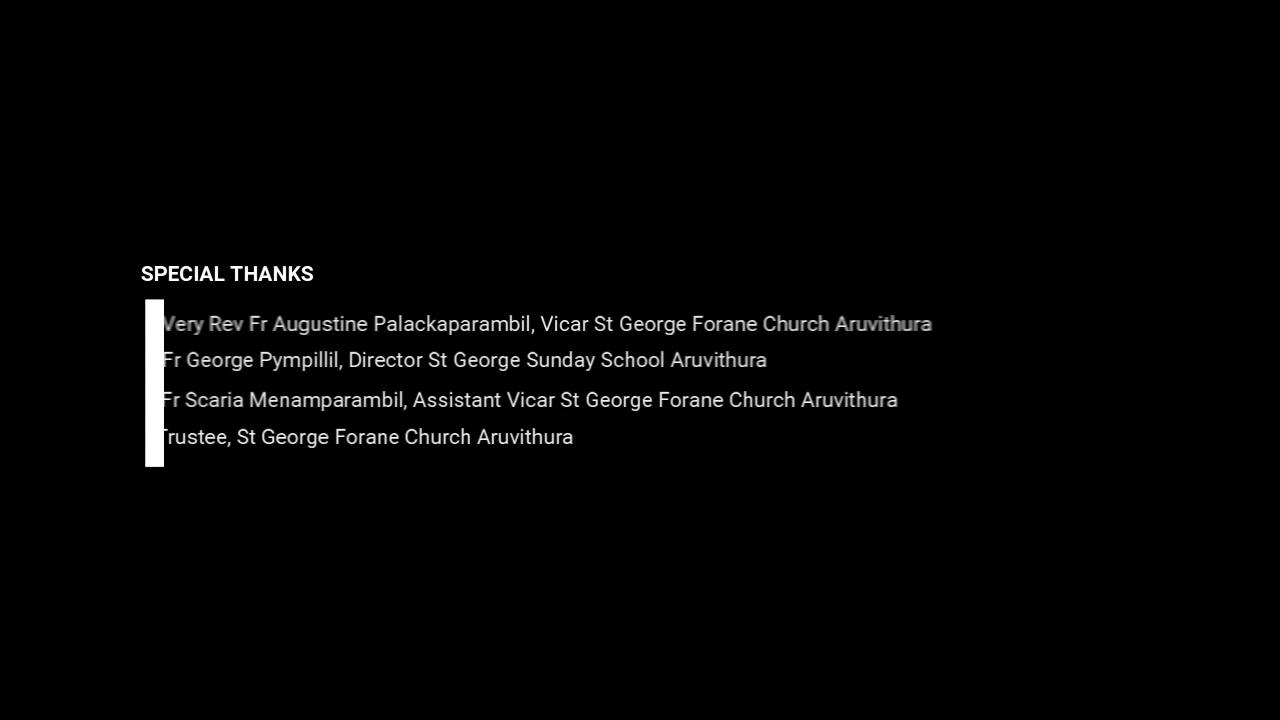 SPECIAL THANKS
Very Rev Fr Augustine Palackaparambil, Vicar St George Forane Church Aruvithura
Fr George Pympillil, Director St George Sunday School Aruvithura
Fr Scaria Menamparambil, Assistant Vicar St George Forane Church Aruvithura
Trustee, St George Forane Church Aruvithura